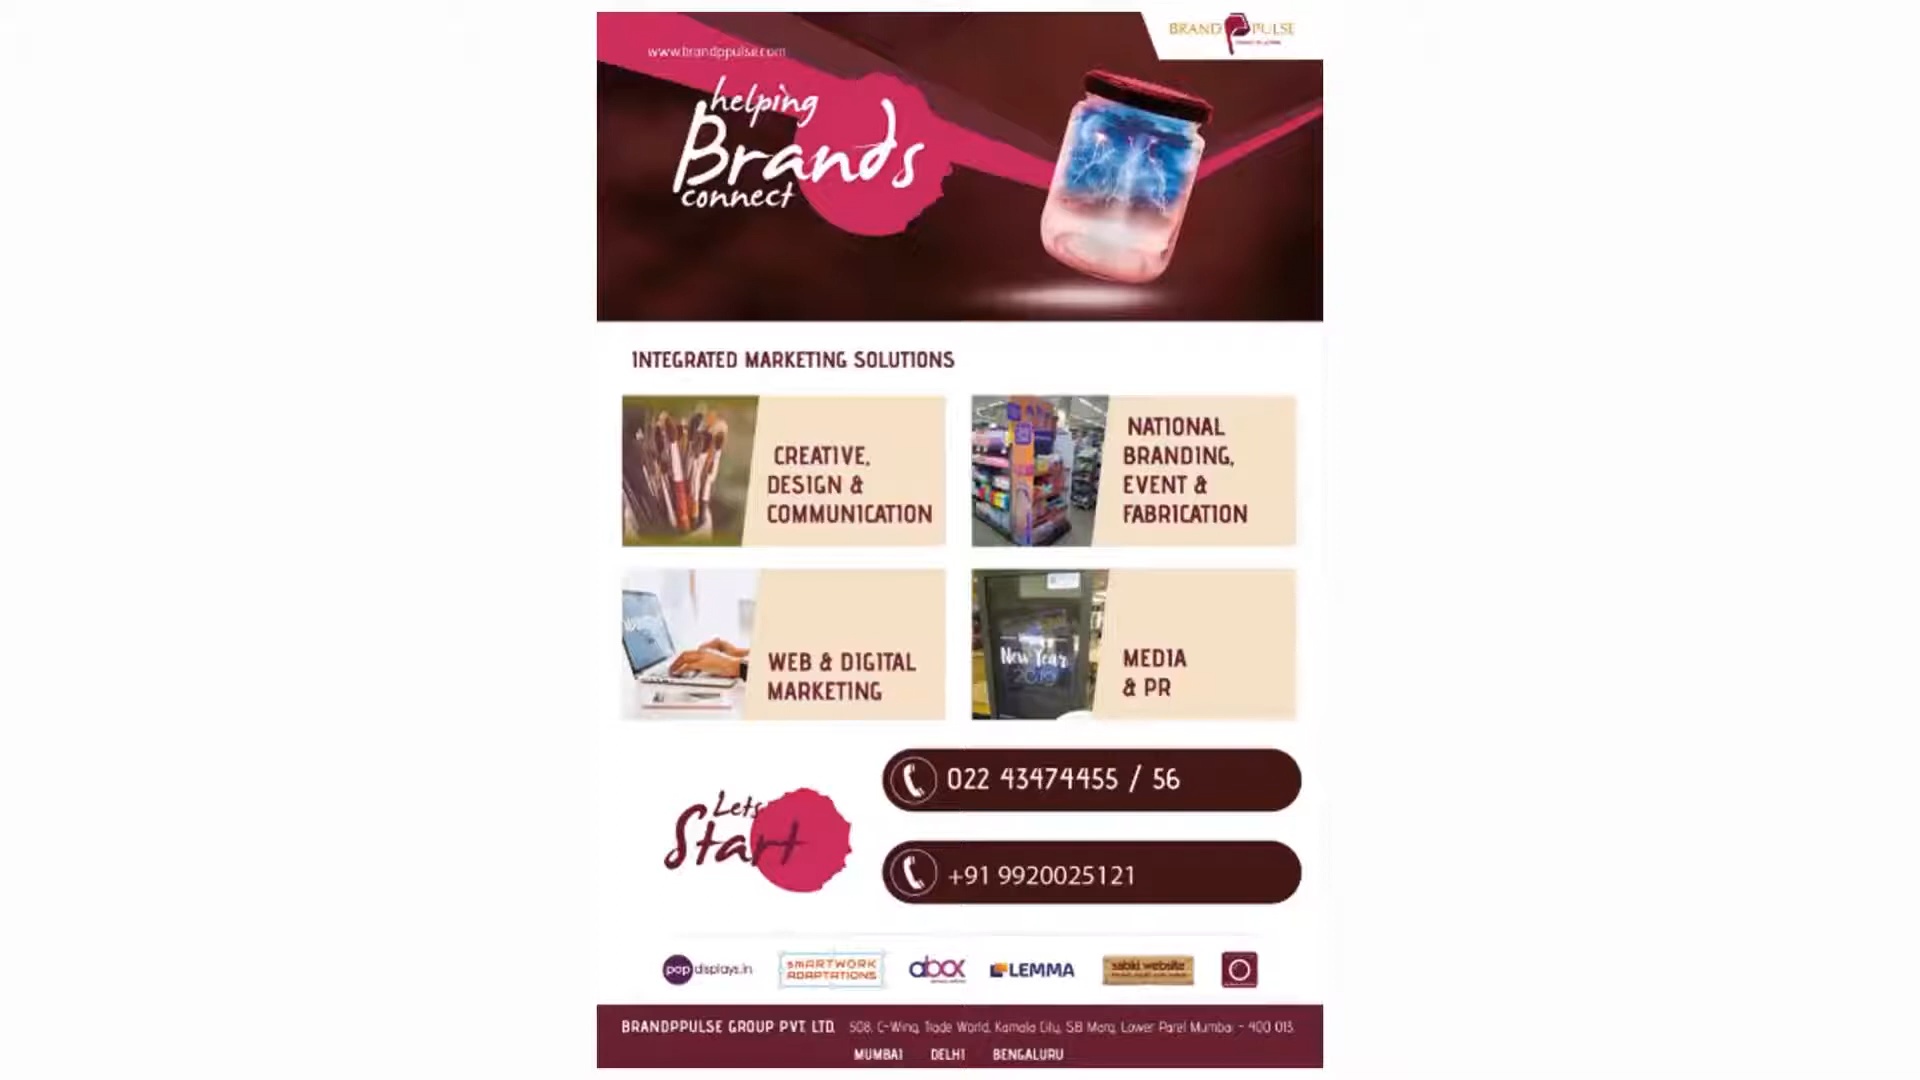 www.brandppulse.com
BRAND PULSE
helping
Brands
connect
INTEGRATED MARKETING SOLUTIONS
CREATIVE,
DESIGN &
COMMUNICATION
NATIONAL
BRANDING,
EVENT &
FABRICATION
WEB & DIGITAL
MARKETING
New Year
2019
MEDIA
& PR
Lets
Start
022 43474455 / 56
+91 9920025121
popdisplays.in
SMARTWORK
ADAPTATIONS
abox
LEMMA
sabki website
BRANDPPULSE GROUP PVT. LTD. 508, C-Wing, Trade World, Kamala City, SB Marg, Lower Parel Mumbai - 400 013.
MUMBAI DELHI BENGALURU